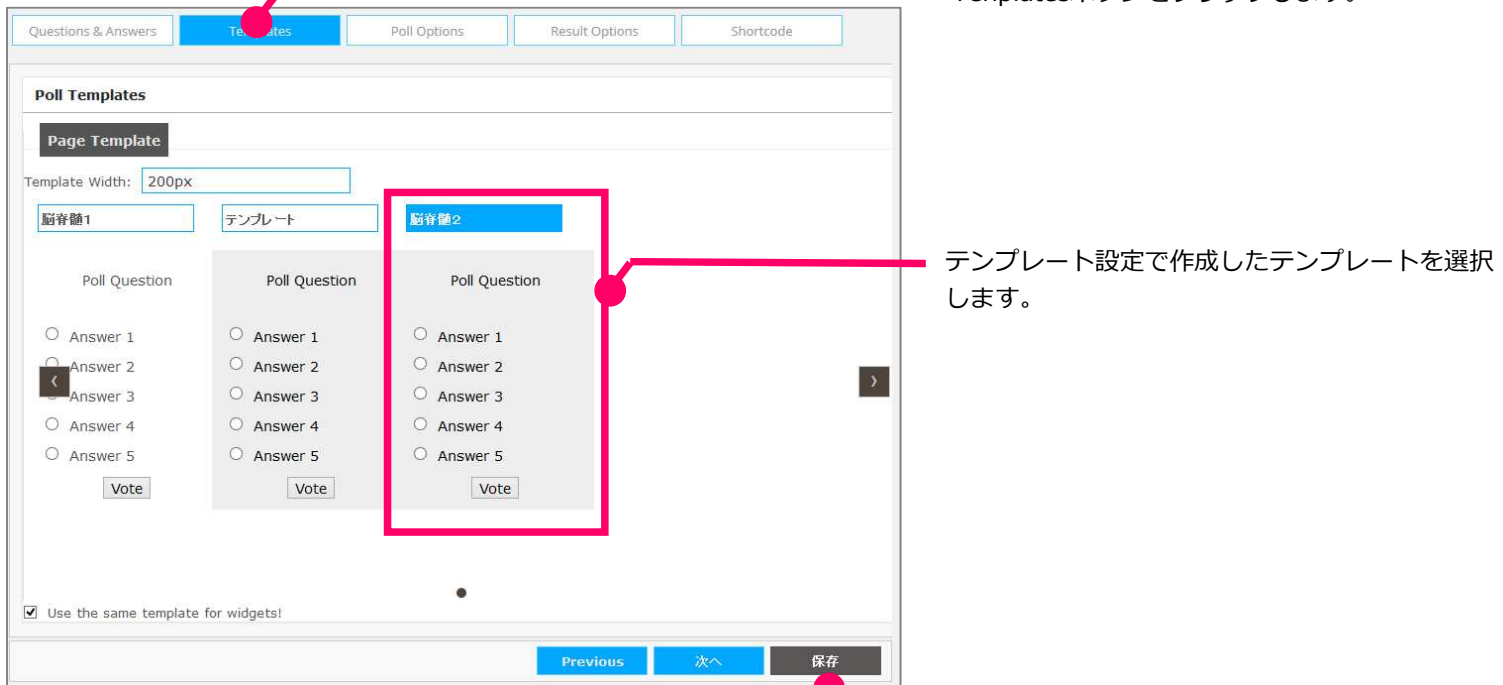 Tenplatesボタンをクリックします。
Questions & Answers
Templates
Poll Options
Result Options
Shortcode
Poll Templates
Page Template
Template Width: 200px
脳脊髄1
テンプレート
脳脊髄2
Poll Question
Answer 1
Answer 2
Answer 3
Answer 4
Answer 5
Vote
Poll Question
Answer 1
Answer 2
Answer 3
Answer 4
Answer 5
Vote
Poll Question
Answer 1
Answer 2
Answer 3
Answer 4
Answer 5
Vote
テンプレート設定で作成したテンプレートを選択
します。
Use the same template for widgets!
Previous
次へ
保存